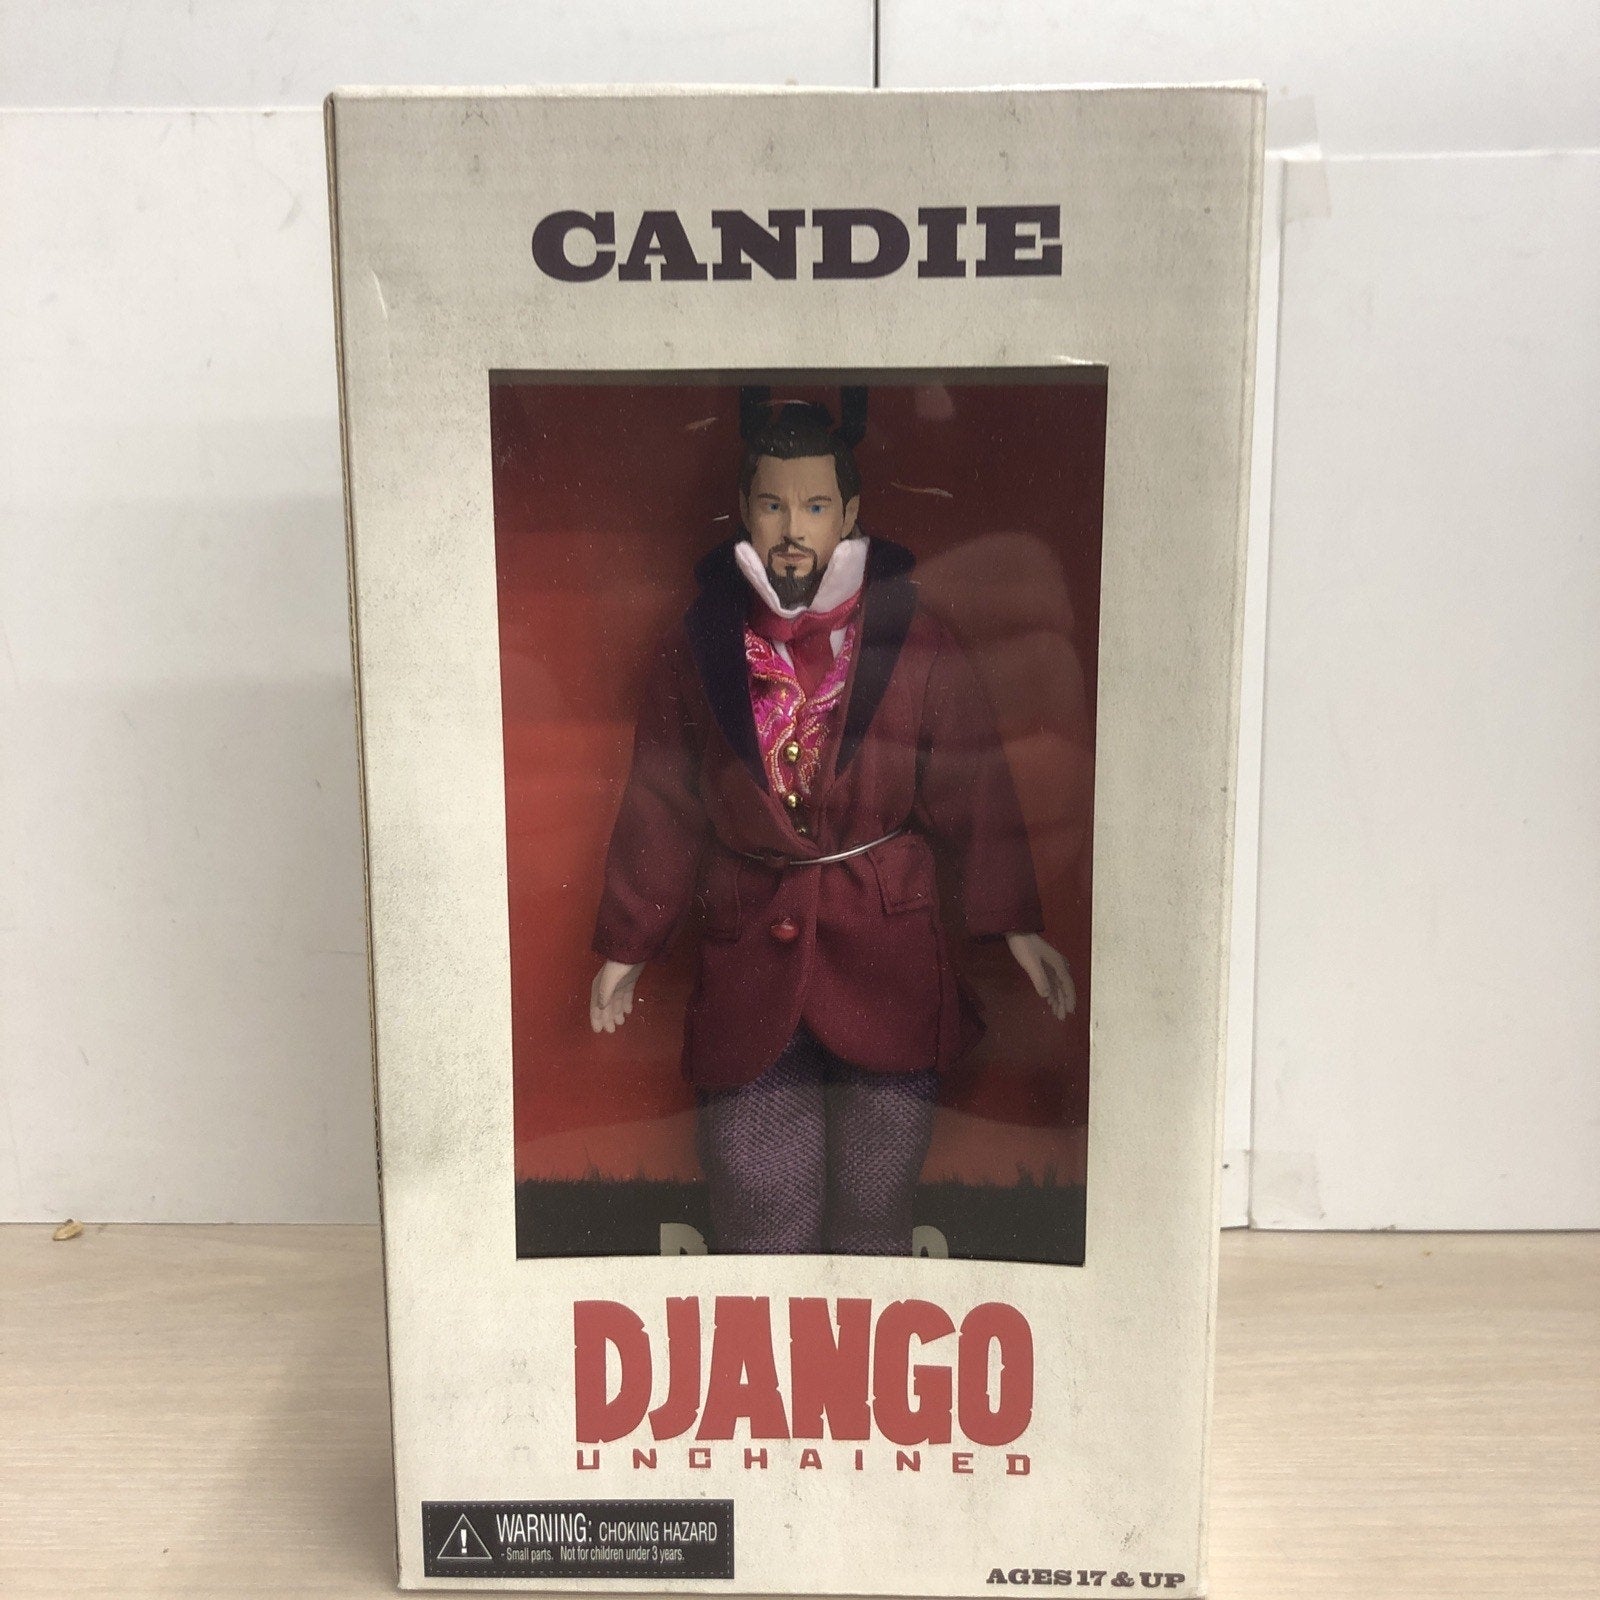 CANDIE
DJANGO
UNCHAINED
WARNING: CHOKING HAZARD
- Small parts. Not for children under 3 years.
AGES 17 & UP